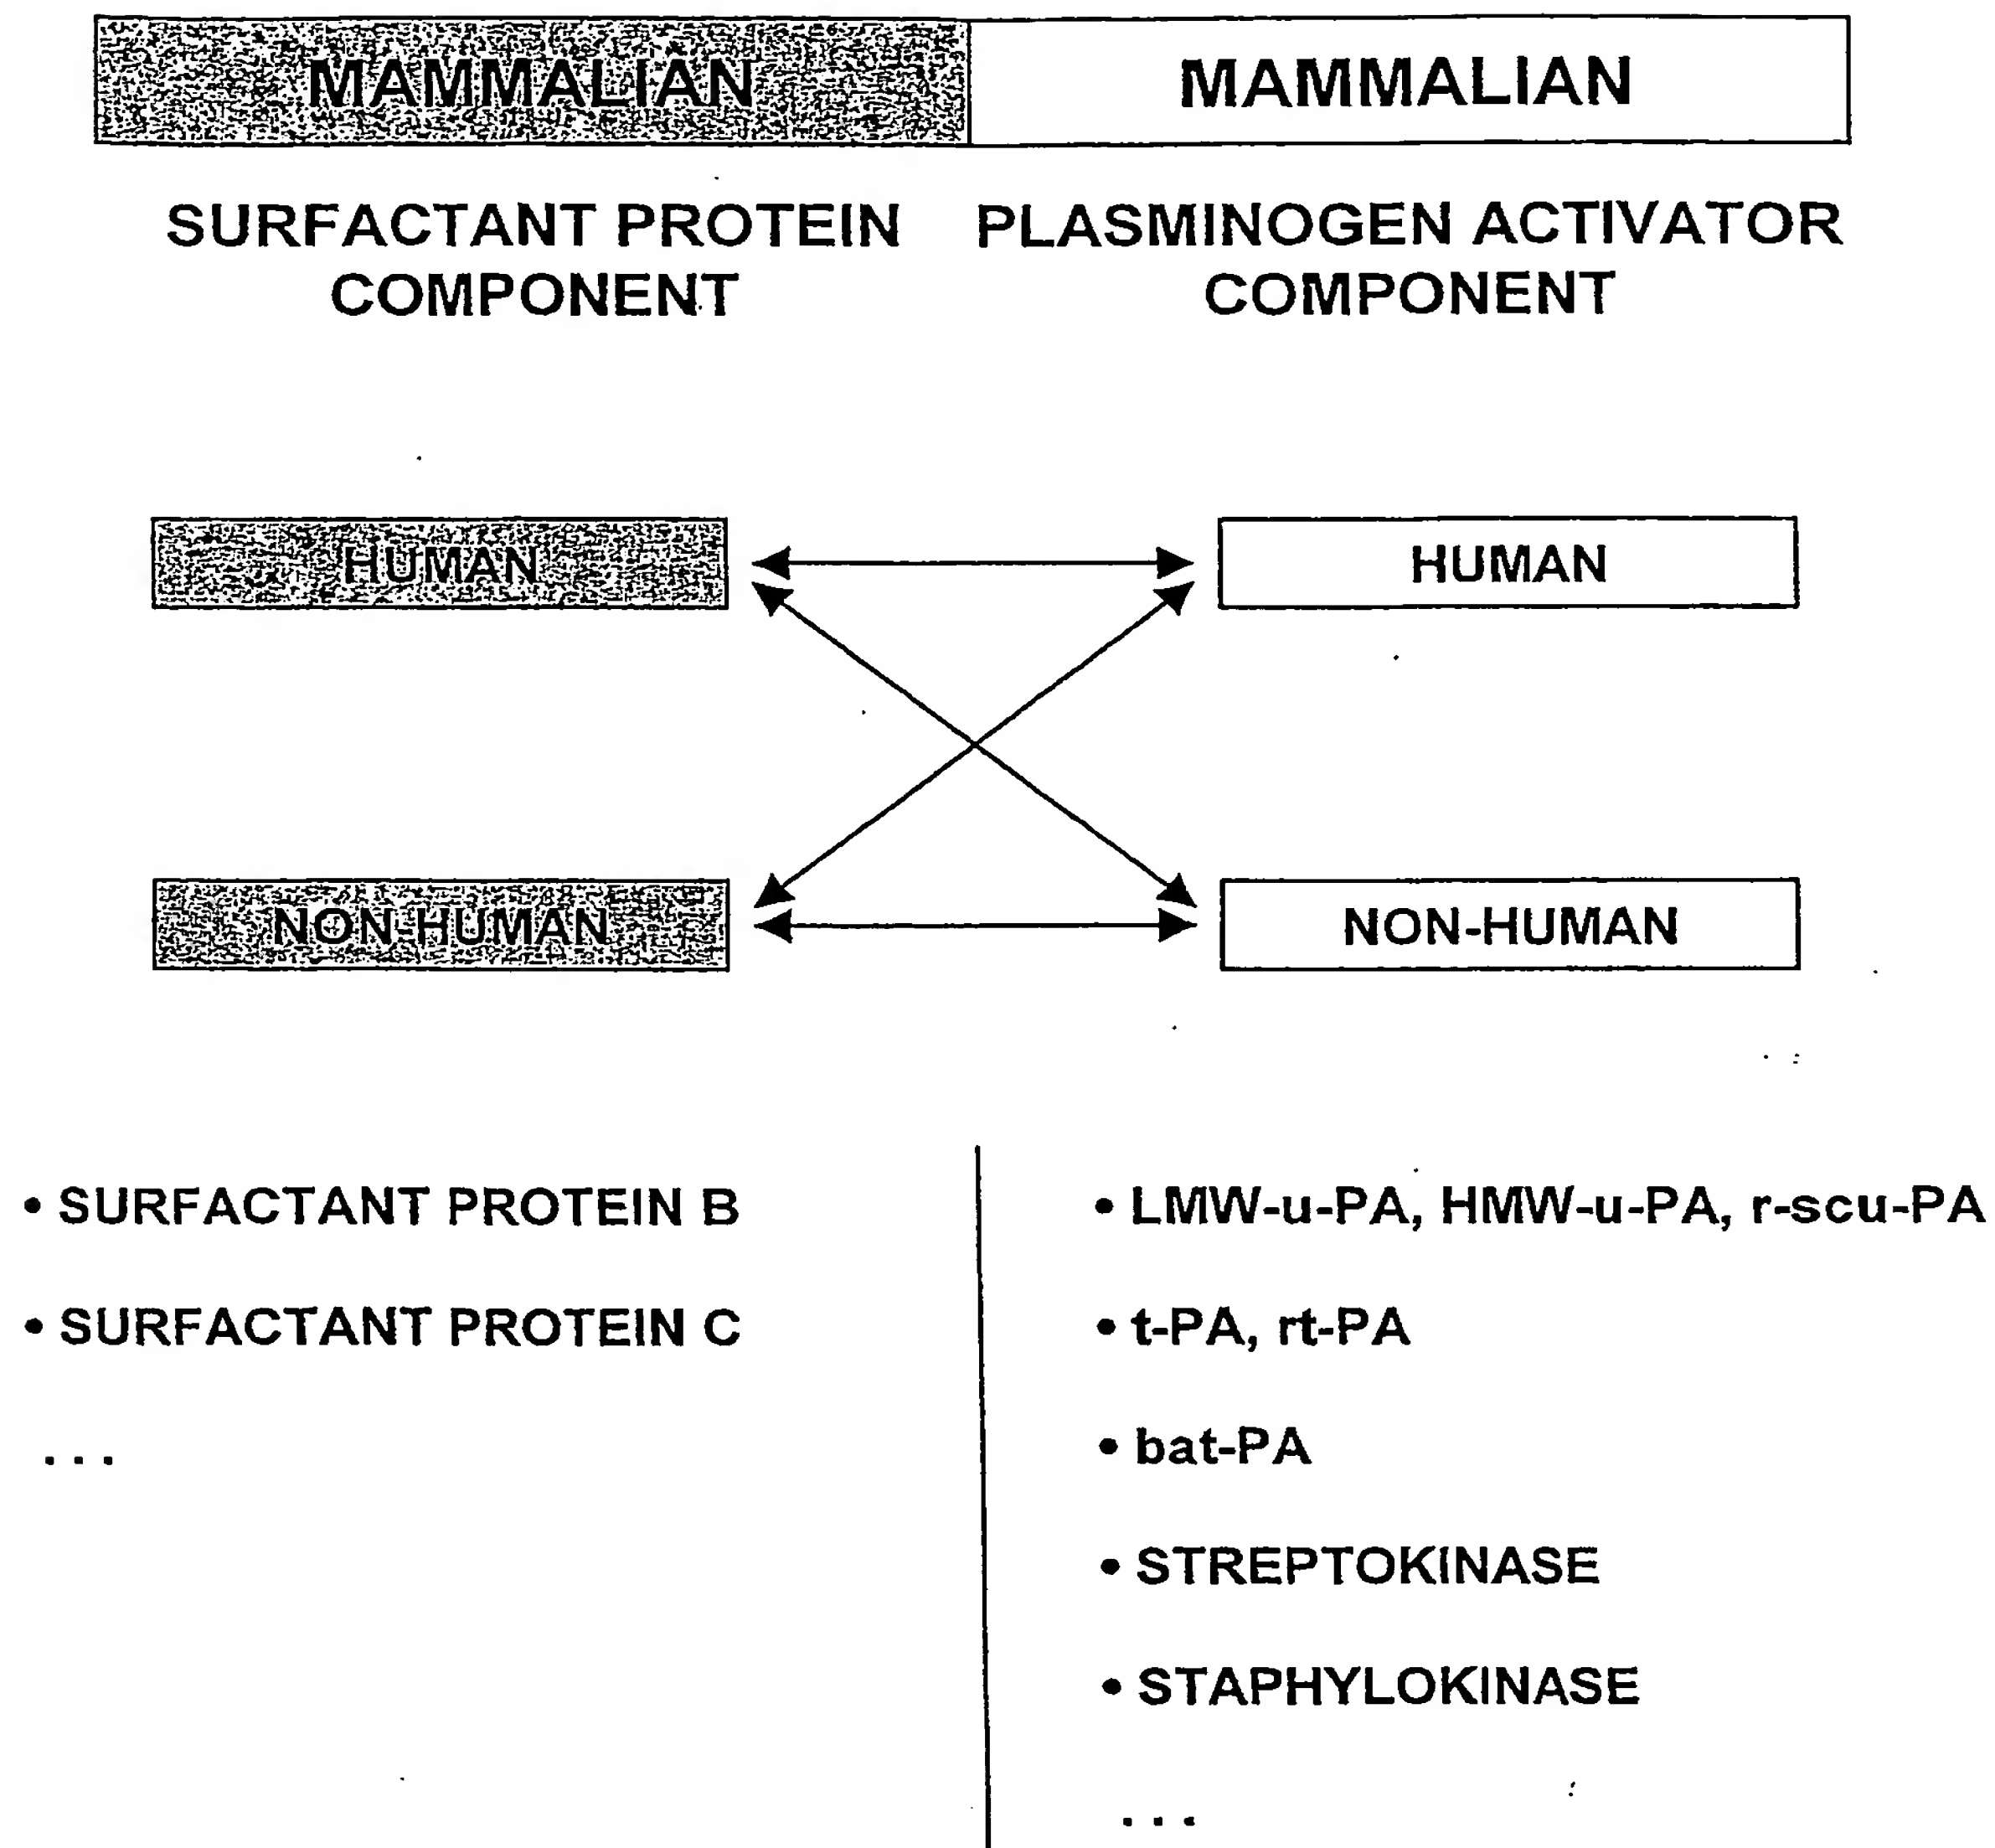 MAMMALIAN MAMMALIAN
SURFACTANT PROTEIN COMPONENT
PLASMINOGEN ACTIVATOR COMPONENT
HUMAN HUMAN
NON-HUMAN NON-HUMAN
• SURFACTANT PROTEIN B
• SURFACTANT PROTEIN C
...
• LMW-u-PA, HMW-u-PA, r-scu-PA
• t-PA, rt-PA
• bat-PA
• STREPTOKINASE
• STAPHYLOKINASE
...